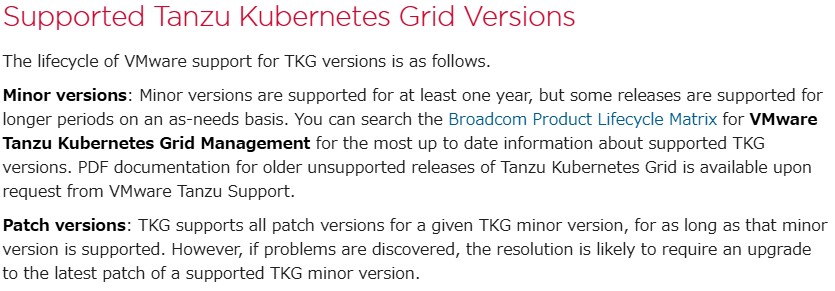 Supported Tanzu Kubernetes Grid Versions
The lifecycle of VMware support for TKG versions is as follows.
Minor versions: Minor versions are supported for at least one year, but some releases are supported for
longer periods on an as-needs basis. You can search the Broadcom Product Lifecycle Matrix for VMware
Tanzu Kubernetes Grid Management for the most up to date information about supported TKG
versions. PDF documentation for older unsupported releases of Tanzu Kubernetes Grid is available upon
request from VMware Tanzu Support.
Patch versions: TKG supports all patch versions for a given TKG minor version, for as long as that minor
version is supported. However, if problems are discovered, the resolution is likely to require an upgrade
to the latest patch of a supported TKG minor version.